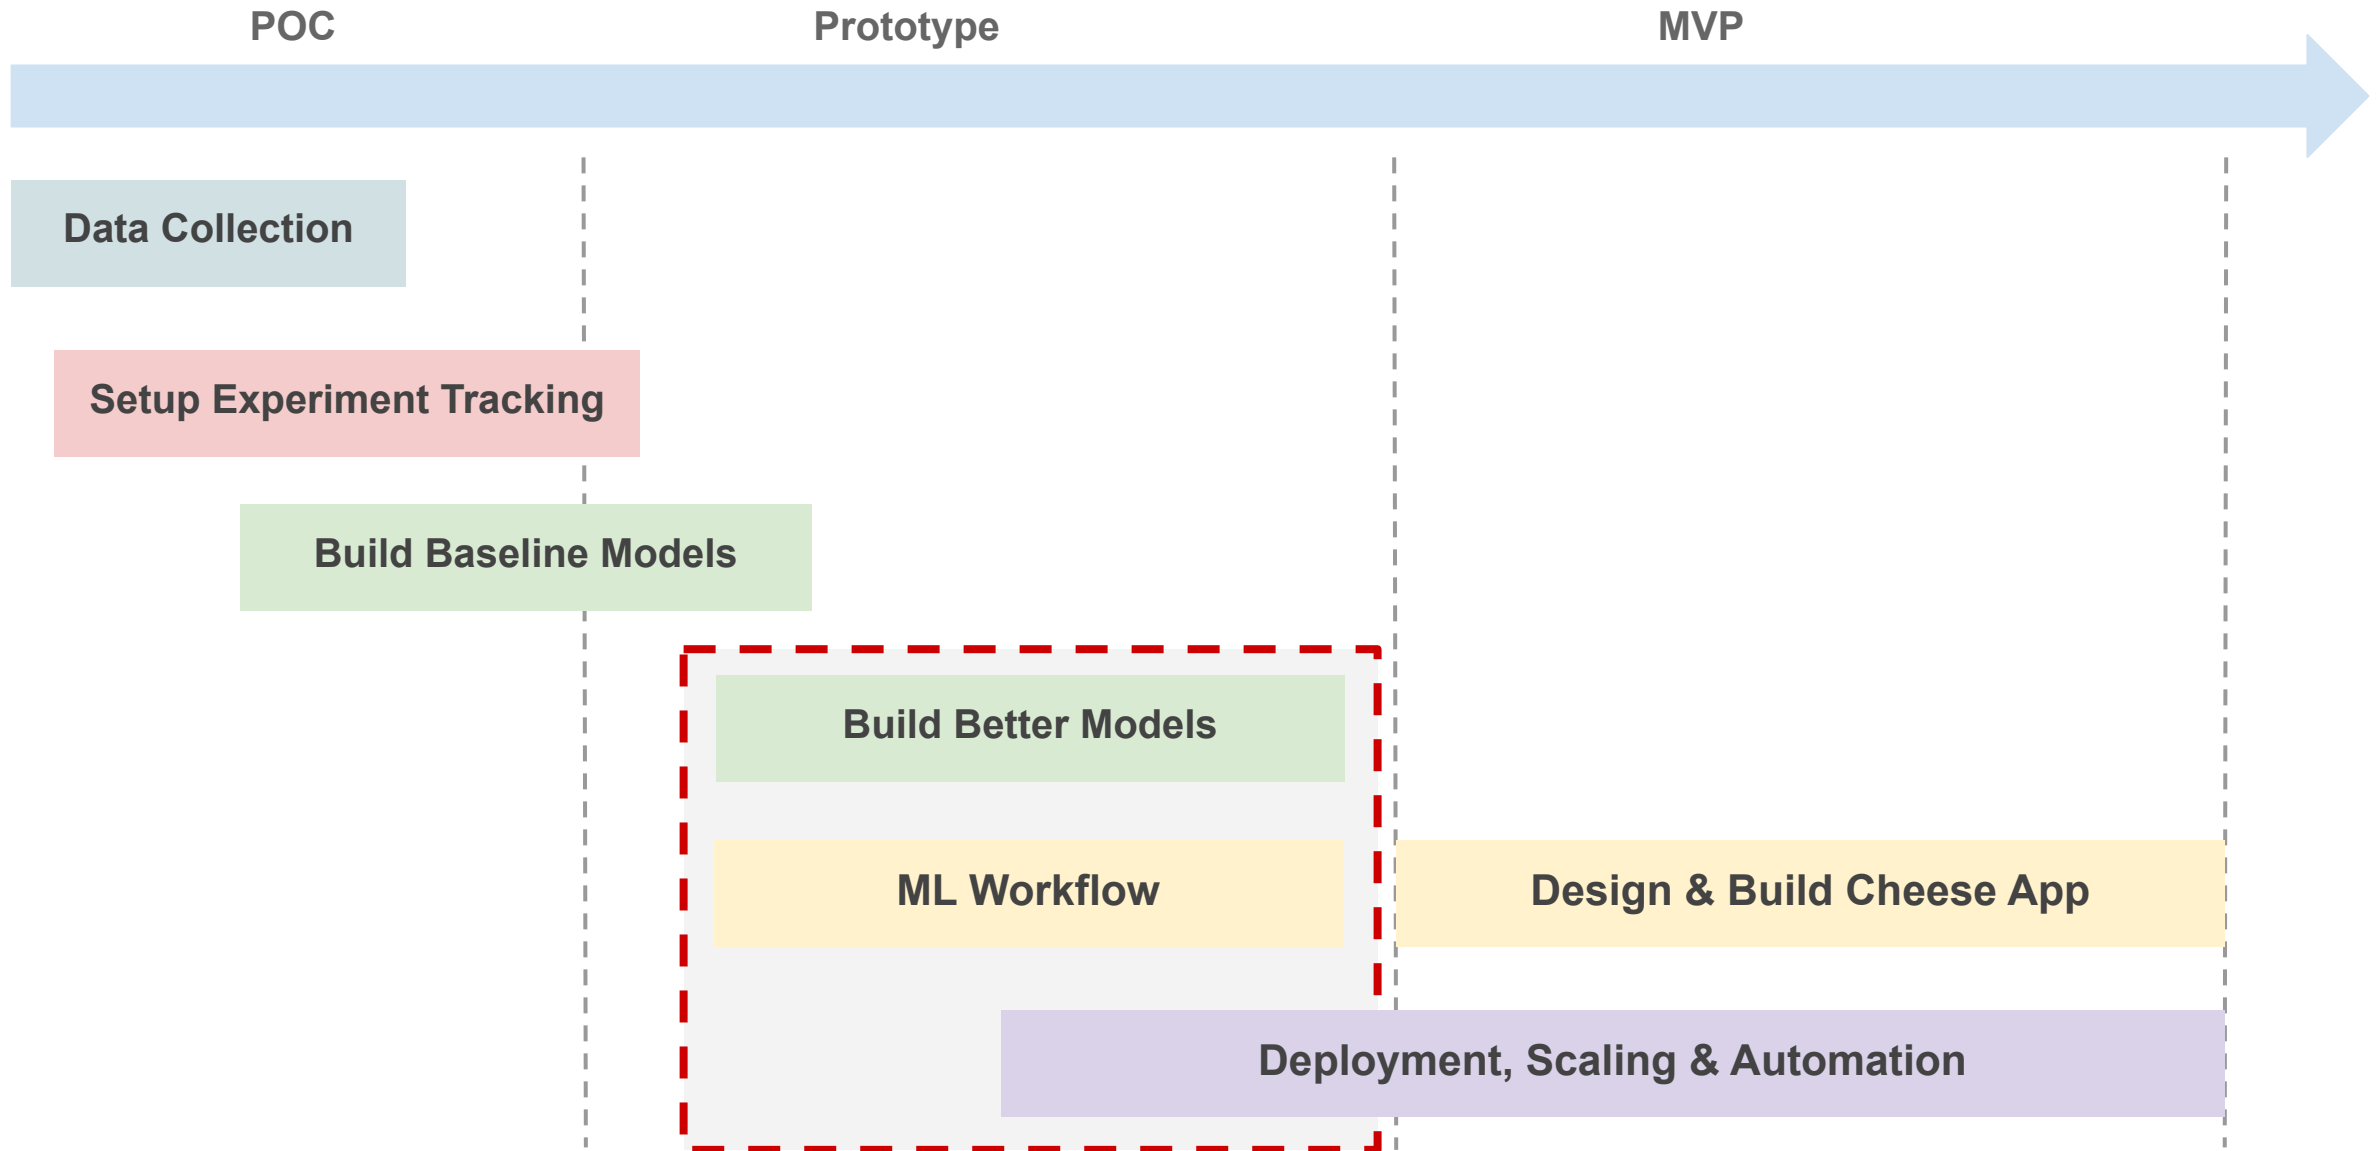 POC
Prototype
MVP
Data Collection
Setup Experiment Tracking
Build Baseline Models
Build Better Models
ML Workflow
Design & Build Cheese App
Deployment, Scaling & Automation